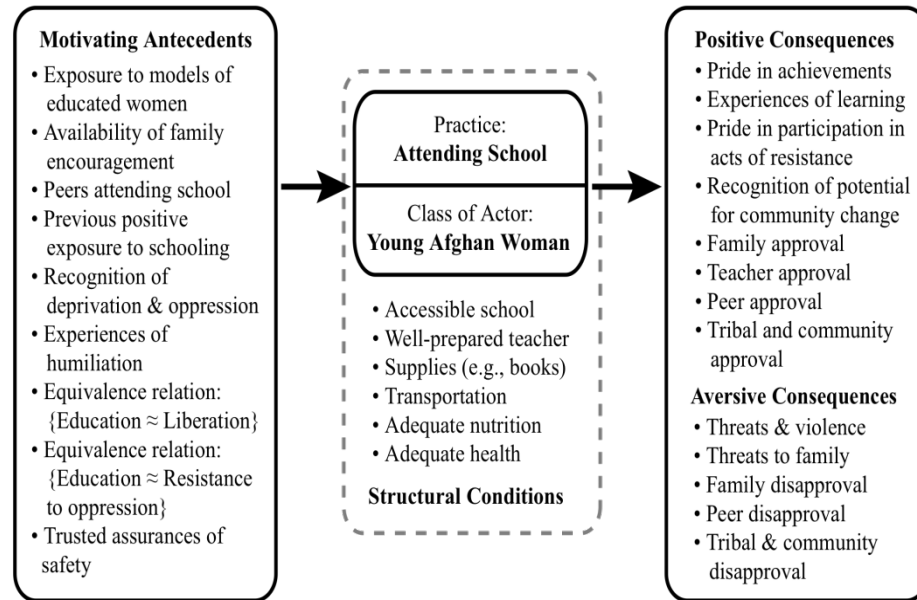 Motivating Antecedents
• Exposure to models of
educated women
• Availability of family
encouragement
• Peers attending school
• Previous positive
exposure to schooling
• Recognition of
deprivation & oppression
• Experiences of
humiliation
• Equivalence relation:
{Education ≈ Liberation}
• Equivalence relation:
{Education ≈ Resistance
to oppression}
• Trusted assurances of
safety
Practice:
Attending School
Class of Actor:
Young Afghan Woman
• Accessible school
• Well-prepared teacher
• Supplies (e.g., books)
• Transportation
• Adequate nutrition
• Adequate health
Structural Conditions
Positive Consequences
• Pride in achievements
• Experiences of learning
• Pride in participation in
acts of resistance
• Recognition of potential
for community change
• Family approval
• Teacher approval
• Peer approval
• Tribal and community
approval
Aversive Consequences
• Threats & violence
• Threats to family
• Family disapproval
• Peer disapproval
• Tribal & community
disapproval